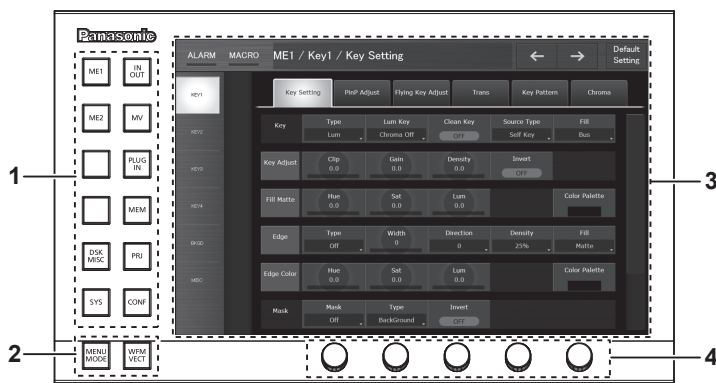 Panasonic
ALARM MACRO ME1 / Key1 / Key Setting ← → Default Setting
ME1 IN OUT
ME2 MV
PLUG IN
MEM
DSK MISC PRJ
SYS CONF
MENU MODE WFM VECT
1
2
3
4
KEY1
KEY2
KEY3
KEY4
BKGD
MISC
Key Setting PinP Adjust Flying Key Adjust Trans Key Pattern Chroma
Key Type Lum Key Clean Key Source Type Fill
Lum Chroma Off OFF Self Key Bus
Key Adjust Clip Gain Density Invert
0.0 0.0 0.0 OFF
Fill Matte Hue Sat Lum Color Palette
0.0 0.0 0.0
Edge Type Width Direction Density Fill
Off 0 0 25% Matte
Edge Color Hue Sat Lum Color Palette
0.0 0.0 0.0
Mask Mask Type Invert
Off BackGround OFF